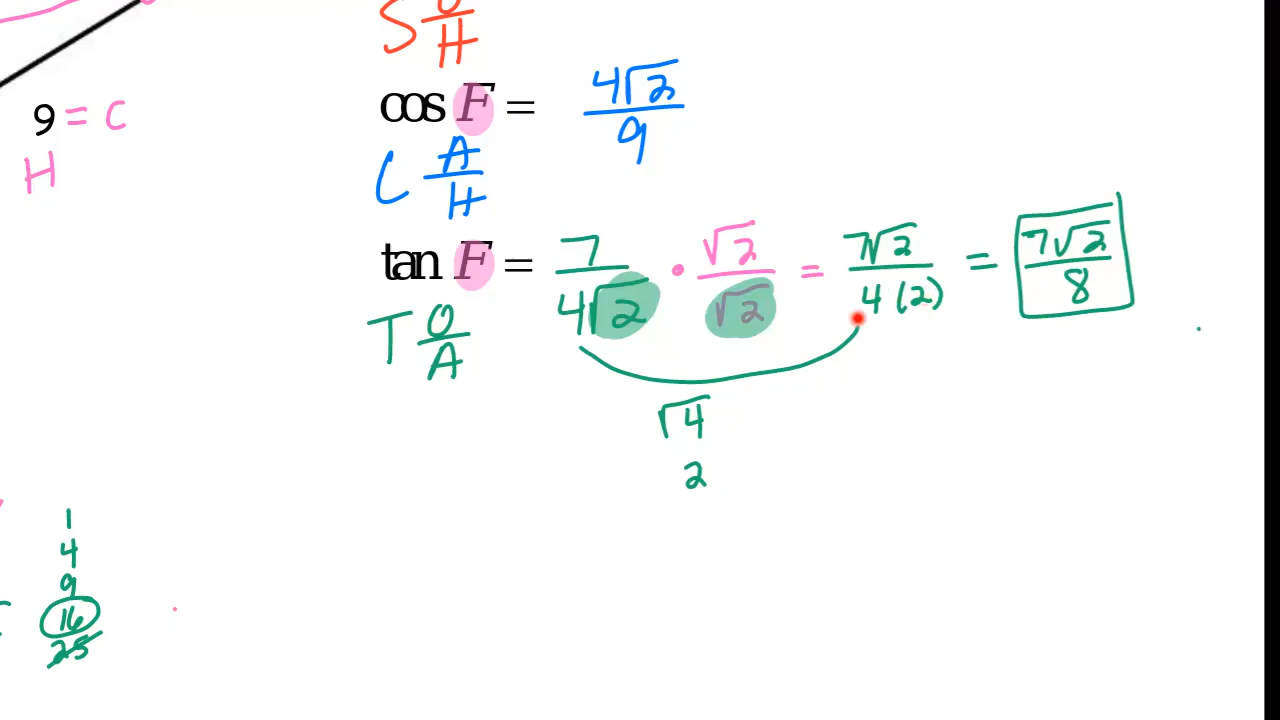 S O/H
cos F = 4√2/9
9 = C
H
C A/H
tan F = 7/4√2 · √2/√2 = 7√2/4(2) = 7√2/8
T O/A
√4
2
1
4
9
16
25